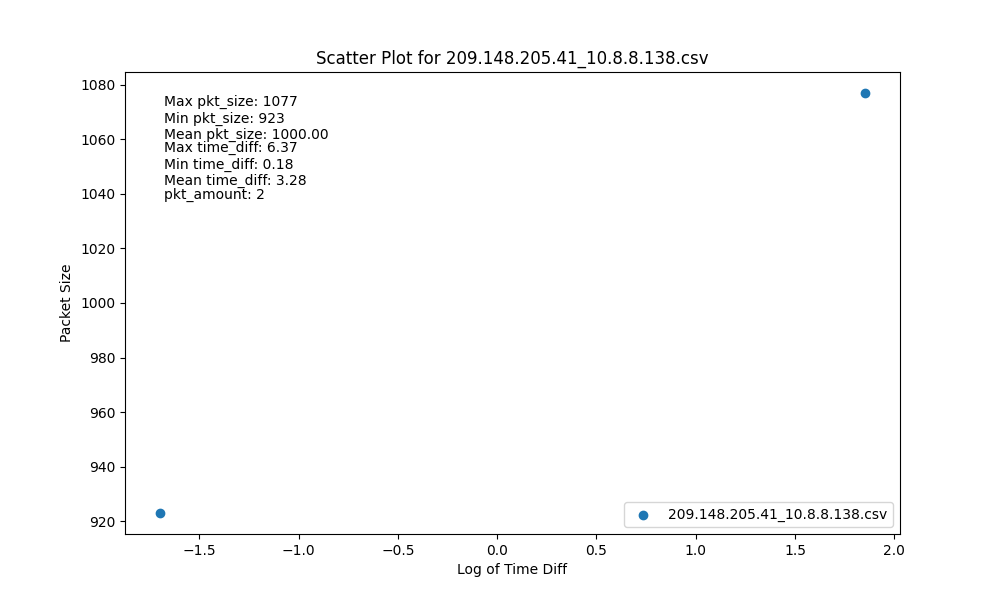 Scatter Plot for 209.148.205.41_10.8.8.138.csv
Max pkt_size: 1077
Min pkt_size: 923
Mean pkt_size: 1000.00
Max time_diff: 6.37
Min time_diff: 0.18
Mean time_diff: 3.28
pkt_amount: 2
1080
1060
1040
1020
1000
980
960
940
920
Packet Size
209.148.205.41_10.8.8.138.csv
−1.5 −1.0 −0.5 0.0 0.5 1.0 1.5 2.0
Log of Time Diff